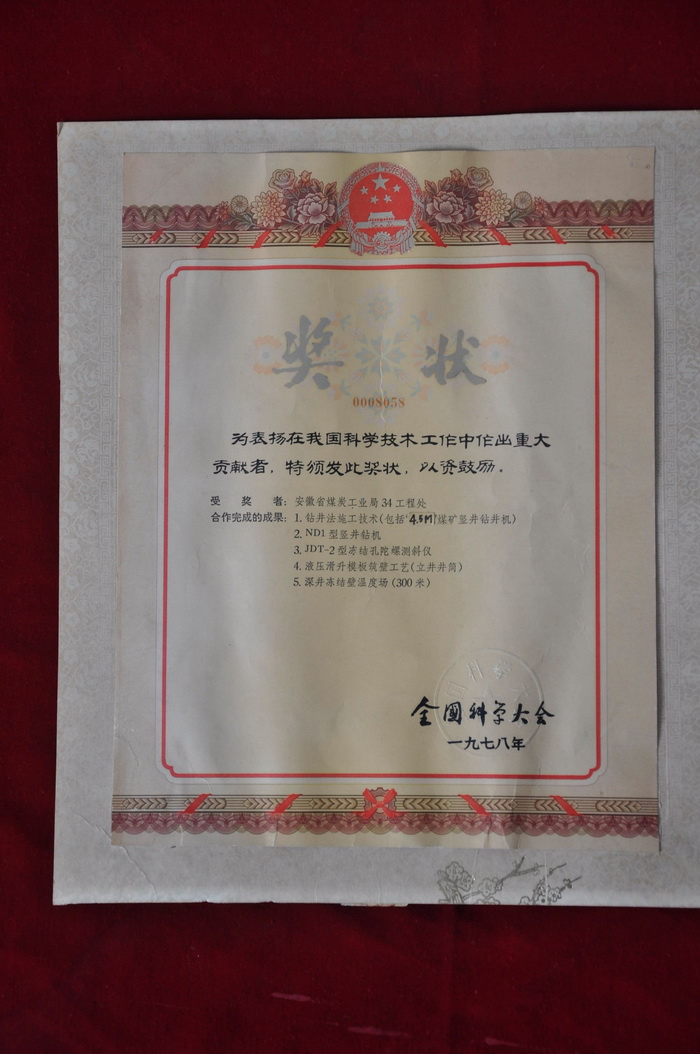 奖状
0008058
为表扬在我国科学技术工作中作出重大
贡献者，特颁发此奖状，以资鼓励．
受奖者：安徽省煤炭工业局34工程处
合作完成的成果：1.钻井法施工技术(包括“4.5M”煤矿竖井钻井机)
2.ND1型竖井钻机
3.JDT-2型冻结孔陀螺测斜仪
4.液压滑升模板筑壁工艺(立井井筒)
5.深井冻结壁温度场(300米)
全国科学大会
一九七八年